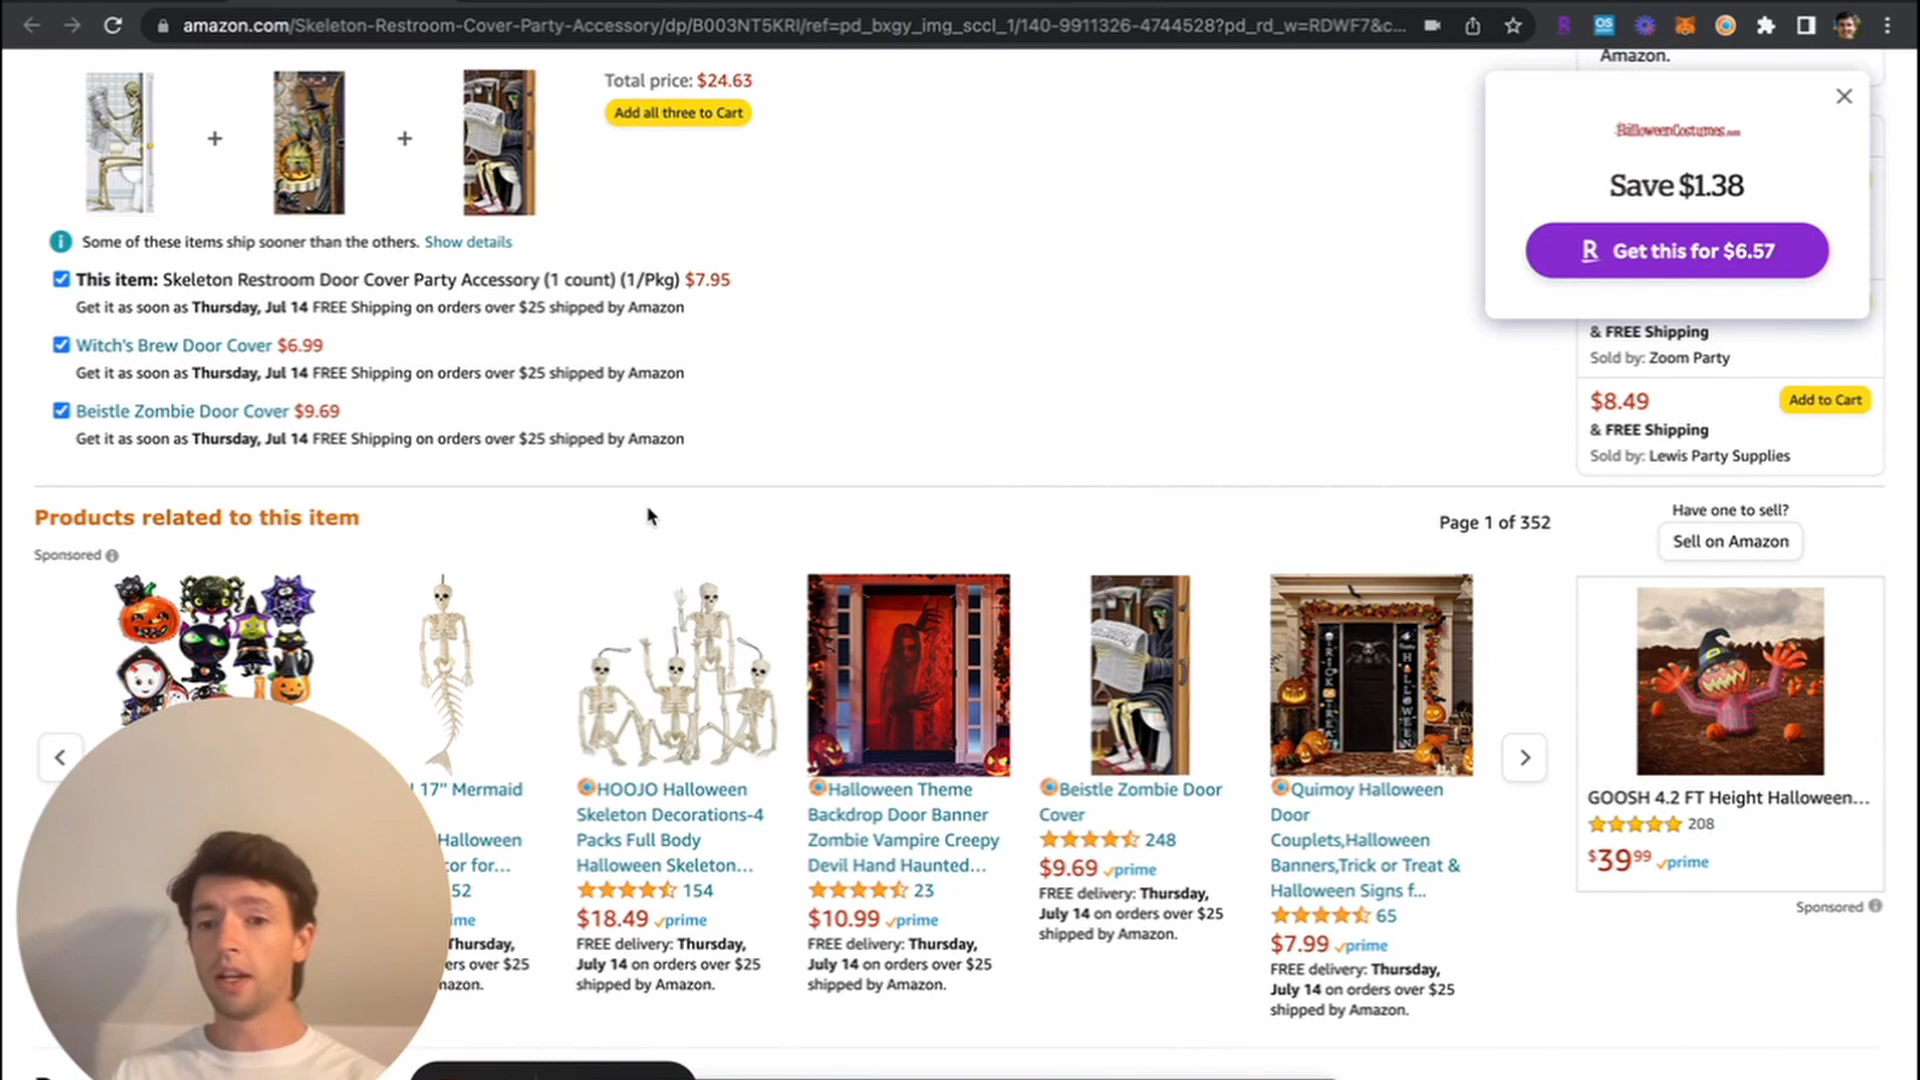 amazon.com/Skeleton-Restroom-Cover-Party-Accessory/dp/B003NT5KRI/ref=pd_bxgy_img_sccl_1/140-9911326-4744528?pd_rd_w=RDWF7&c...
Amazon.
Total price: $24.63
Add all three to Cart
HalloweenCostumes.com
Save $1.38
R Get this for $6.57
Some of these items ship sooner than the others. Show details
This item: Skeleton Restroom Door Cover Party Accessory (1 count) (1/Pkg) $7.95
Get it as soon as Thursday, Jul 14 FREE Shipping on orders over $25 shipped by Amazon
Witch's Brew Door Cover $6.99
Get it as soon as Thursday, Jul 14 FREE Shipping on orders over $25 shipped by Amazon
Beistle Zombie Door Cover $9.69
Get it as soon as Thursday, Jul 14 FREE Shipping on orders over $25 shipped by Amazon
& FREE Shipping
Sold by: Zoom Party
$8.49
Add to Cart
& FREE Shipping
Sold by: Lewis Party Supplies
Have one to sell?
Sell on Amazon
Products related to this item
Page 1 of 352
Sponsored
17" Mermaid
Halloween
or for...
52
Thursday,
ers over $25
HOOJO Halloween
Skeleton Decorations-4
Packs Full Body
Halloween Skeleton...
154
$18.49 prime
FREE delivery: Thursday,
July 14 on orders over $25
shipped by Amazon.
Halloween Theme
Backdrop Door Banner
Zombie Vampire Creepy
Devil Hand Haunted...
23
$10.99 prime
FREE delivery: Thursday,
July 14 on orders over $25
shipped by Amazon.
Beistle Zombie Door
Cover
248
$9.69 prime
FREE delivery: Thursday,
July 14 on orders over $25
shipped by Amazon.
Quimoy Halloween
Door
Couplets,Halloween
Banners,Trick or Treat &
Halloween Signs f...
65
$7.99 prime
FREE delivery: Thursday,
July 14 on orders over $25
shipped by Amazon.
GOOSH 4.2 FT Height Halloween...
208
$39.99 prime
Sponsored